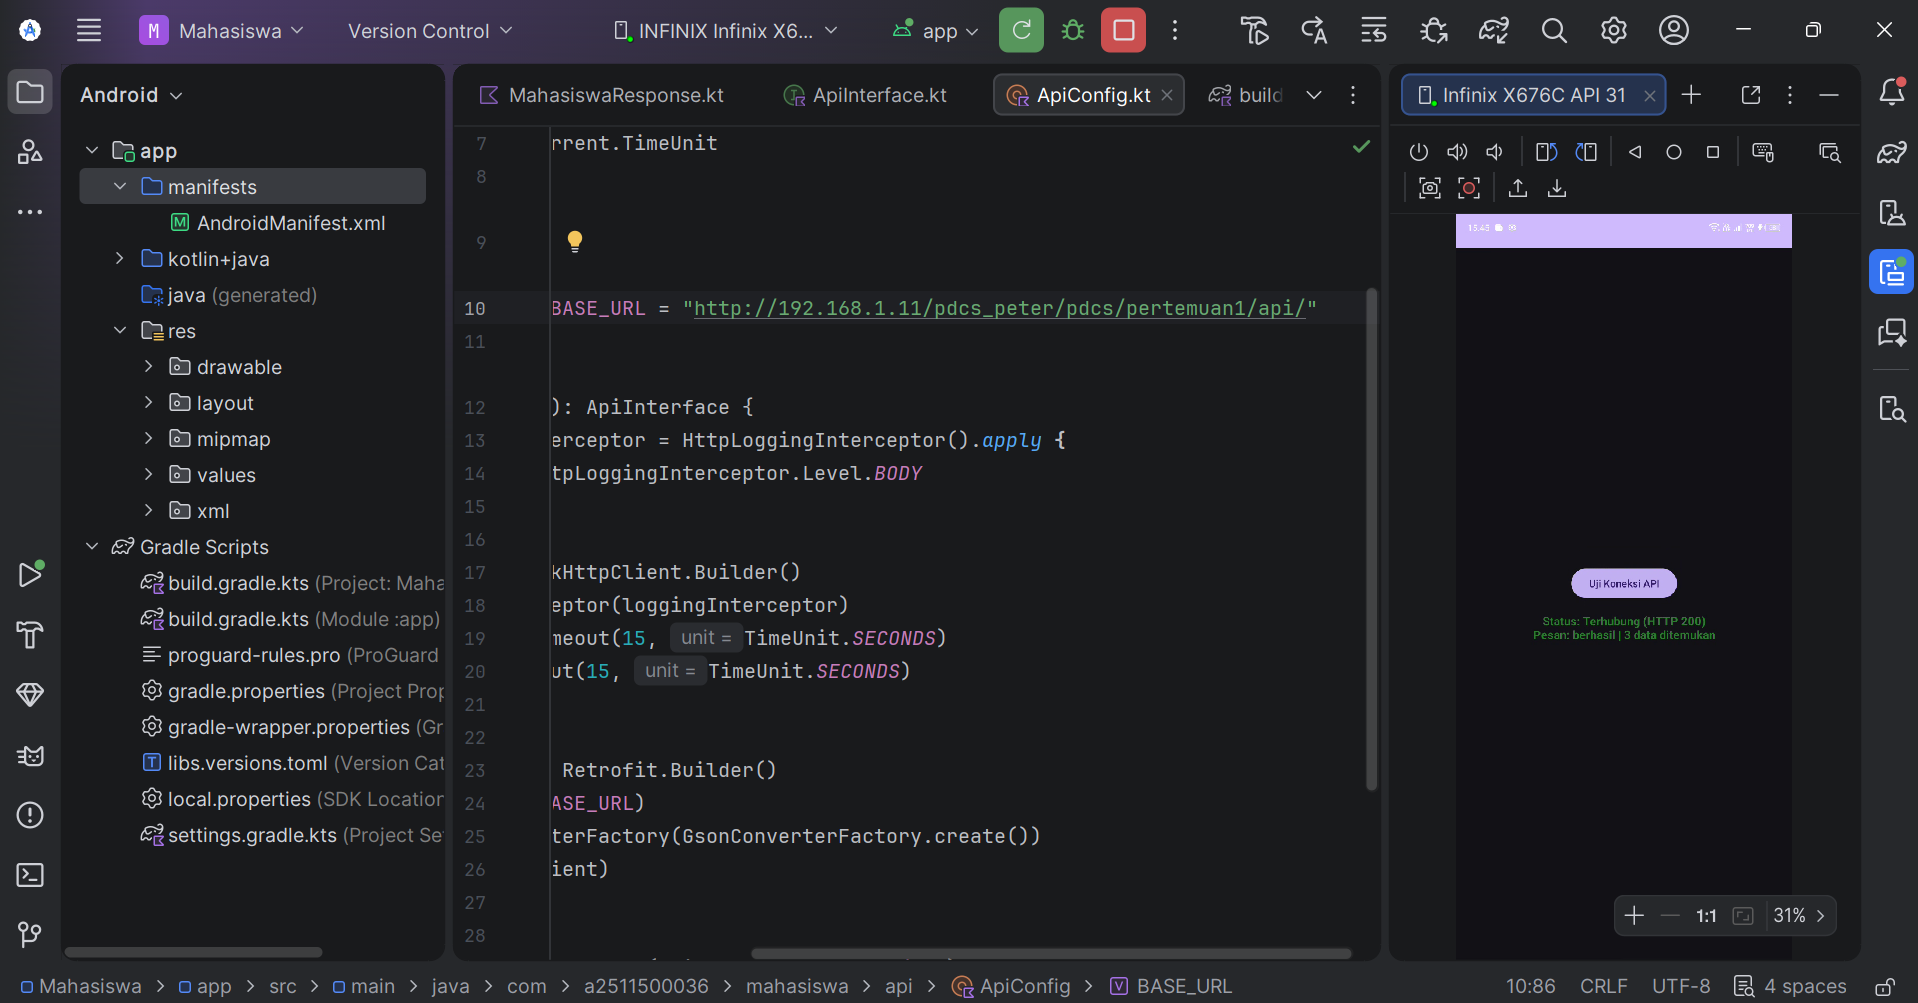 M Mahasiswa
Version Control
INFINIX Infinix X6...
app
Android
app
manifests
AndroidManifest.xml
kotlin+java
java (generated)
res
drawable
layout
mipmap
values
xml
Gradle Scripts
build.gradle.kts (Project: Maha
build.gradle.kts (Module :app)
proguard-rules.pro (ProGuard
gradle.properties (Project Prop
gradle-wrapper.properties (Gr
libs.versions.toml (Version Cat
local.properties (SDK Location
settings.gradle.kts (Project Se
MahasiswaResponse.kt
ApiInterface.kt
ApiConfig.kt
build
7 rrent.TimeUnit
8
9
10 BASE_URL = "http://192.168.1.11/pdcs_peter/pdcs/pertemuan1/api/"
11
12 ): ApiInterface {
13 erceptor = HttpLoggingInterceptor().apply {
14 tpLoggingInterceptor.Level.BODY
15
16
17 kHttpClient.Builder()
18 eptor(loggingInterceptor)
19 meout(15, unit = TimeUnit.SECONDS)
20 ut(15, unit = TimeUnit.SECONDS)
21
22
23 Retrofit.Builder()
24 ASE_URL)
25 terFactory(GsonConverterFactory.create())
26 ient)
27
28
Infinix X676C API 31
Uji Koneksi API
Status: Terhubung (HTTP 200)
Pesan: berhasil | 3 data ditemukan
1:1
31%
Mahasiswa > app > src > main > java > com > a2511500036 > mahasiswa > api > ApiConfig > BASE_URL
10:86
CRLF
UTF-8
4 spaces